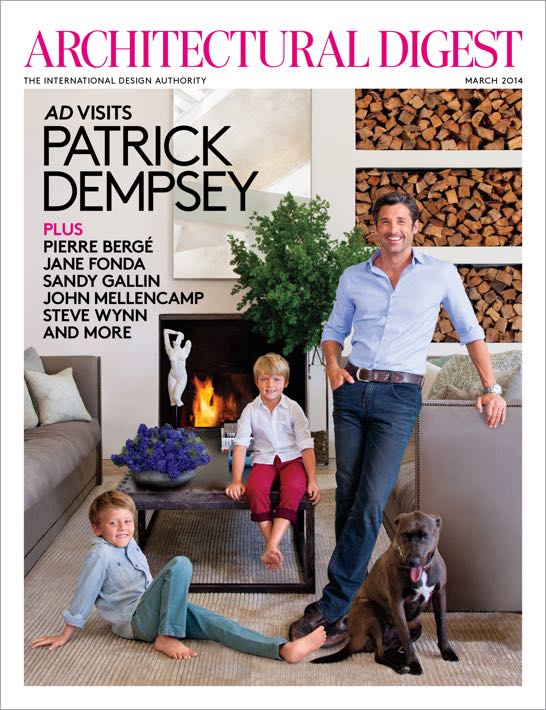 ARCHITECTURAL DIGEST
THE INTERNATIONAL DESIGN AUTHORITY MARCH 2014
AD VISITS
PATRICK
DEMPSEY
PLUS
PIERRE BERGÉ
JANE FONDA
SANDY GALLIN
JOHN MELLENCAMP
STEVE WYNN
AND MORE